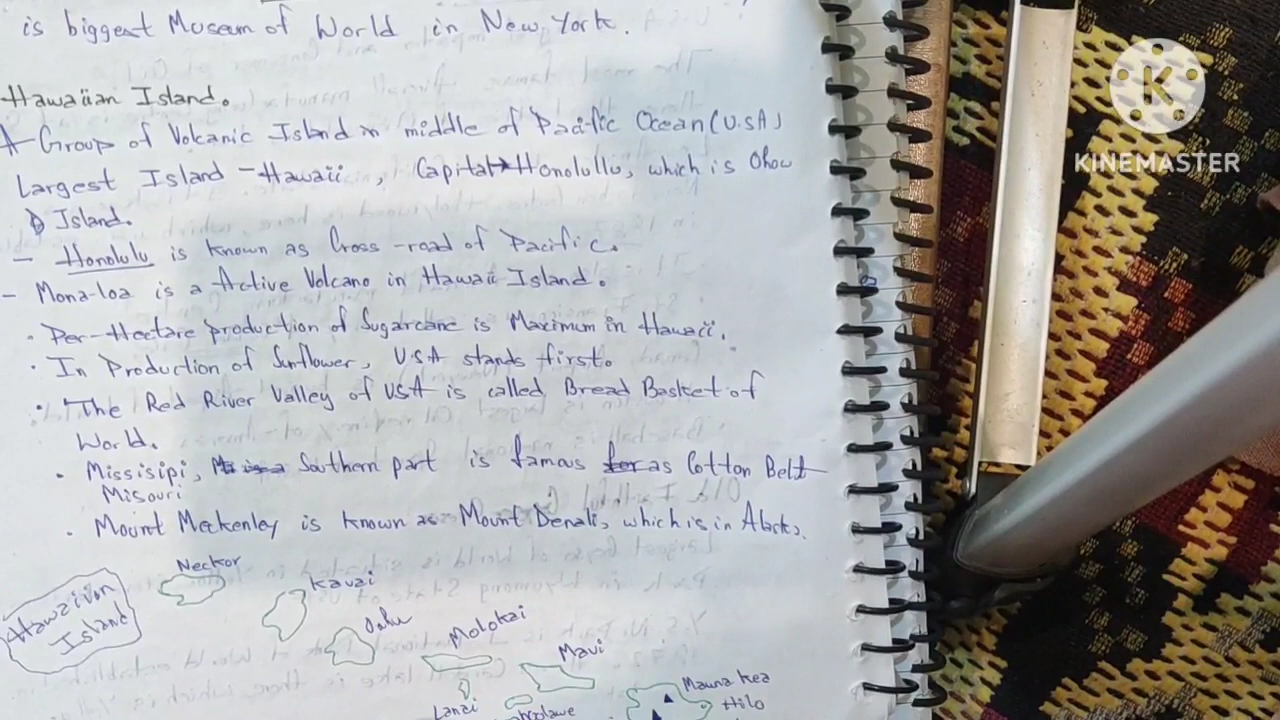 is biggest Museum of World in New York.
Hawaiian Island.
A Group of Volcanic Island in middle of Pacific Ocean (U.S.A)
Largest Island - Hawaii, Capital → Honolullu, which is Ohow
Island.
- Honolulu is known as Cross-road of Pacific.
- Mona-loa is a Active Volcano in Hawaii Island.
· Per-Hectare production of Sugarcane is Maximum in Hawaii.
· In Production of Sunflower, U.S.A stands first.
· The Red River Valley of USA is called Bread Basket of
World.
· Missisipi, Southern part is famous as Cotton Belt
Misouri
· Mount Meckenley is known as Mount Denali, which is in
Neckor
Kauai
Hawaiian
Island
Oahu
Molokai
Maui
Lanai
Mauna Kea
Hilo
K
KINEMASTER